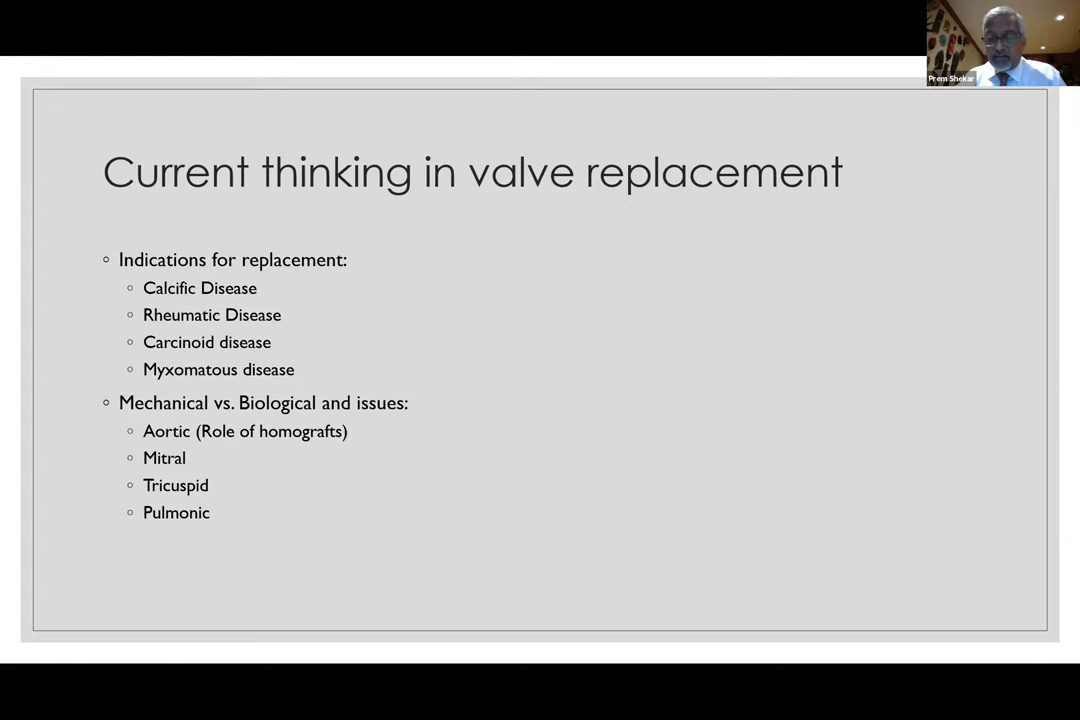 Prem Shekar
Current thinking in valve replacement
◦ Indications for replacement:
◦ Calcific Disease
◦ Rheumatic Disease
◦ Carcinoid disease
◦ Myxomatous disease
◦ Mechanical vs. Biological and issues:
◦ Aortic (Role of homografts)
◦ Mitral
◦ Tricuspid
◦ Pulmonic